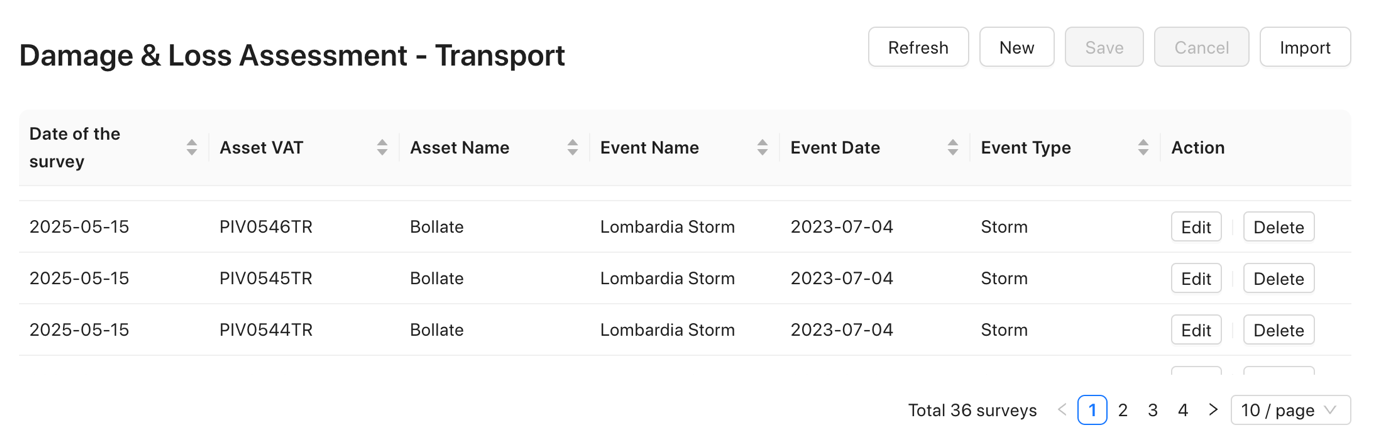 Damage & Loss Assessment - Transport
Refresh New Save Cancel Import
Date of the survey Asset VAT Asset Name Event Name Event Date Event Type Action
2025-05-15 PIV0546TR Bollate Lombardia Storm 2023-07-04 Storm Edit Delete
2025-05-15 PIV0545TR Bollate Lombardia Storm 2023-07-04 Storm Edit Delete
2025-05-15 PIV0544TR Bollate Lombardia Storm 2023-07-04 Storm Edit Delete
Total 36 surveys < 1 2 3 4 > 10 / page